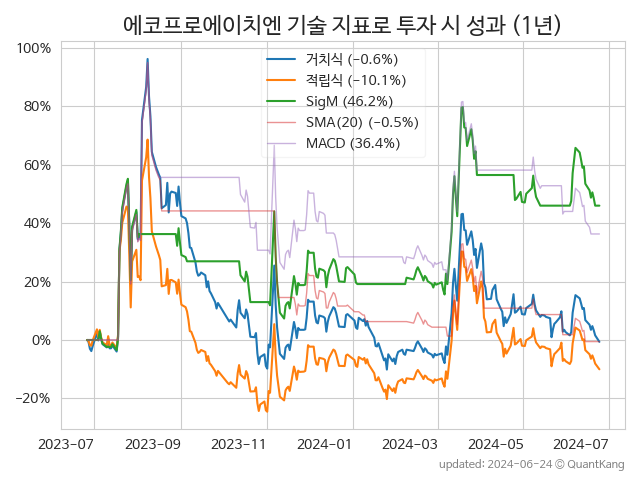 에코프로에이치엔 기술 지표로 투자 시 성과 (1년)
거치식 (−0.6%)
적립식 (−10.1%)
SigM (46.2%)
SMA(20) (−0.5%)
MACD (36.4%)
100%
80%
60%
40%
20%
0%
−20%
2023-07 2023-09 2023-11 2024-01 2024-03 2024-05 2024-07
updated: 2024-06-24 ⓒ QuantKang